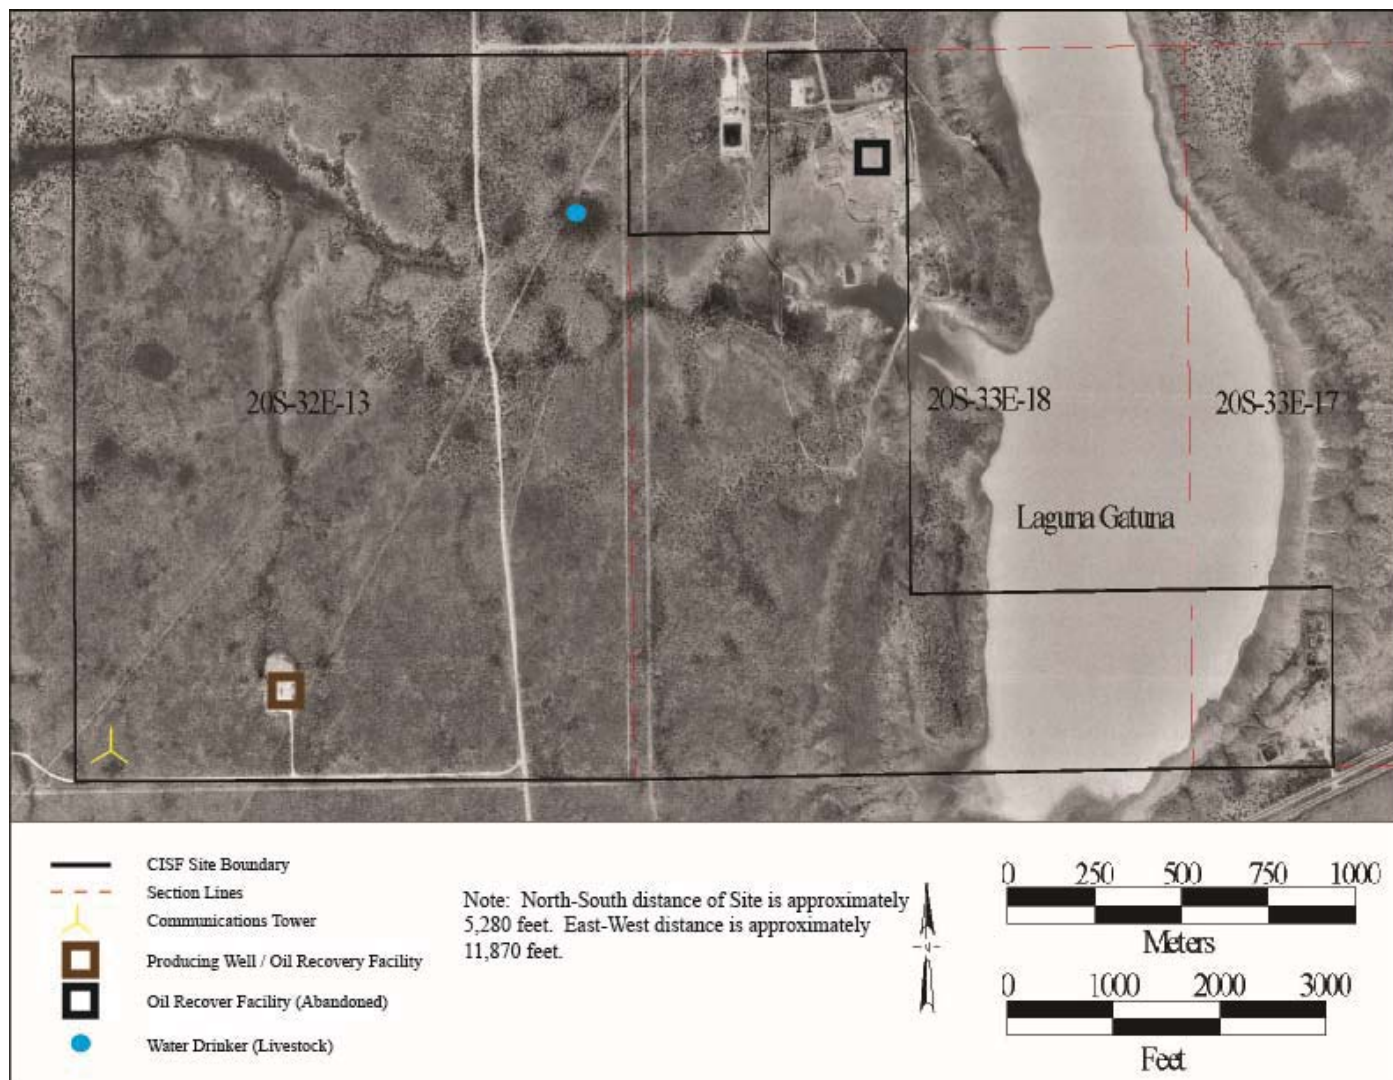 20S-32E-13
20S-33E-18
20S-33E-17
Laguna Gatuna
CISF Site Boundary
Section Lines
Communications Tower
Producing Well / Oil Recovery Facility
Oil Recover Facility (Abandoned)
Water Drinker (Livestock)
Note: North-South distance of Site is approximately
5,280 feet. East-West distance is approximately
11,870 feet.
N
0 250 500 750 1000
Meters
0 1000 2000 3000
Feet